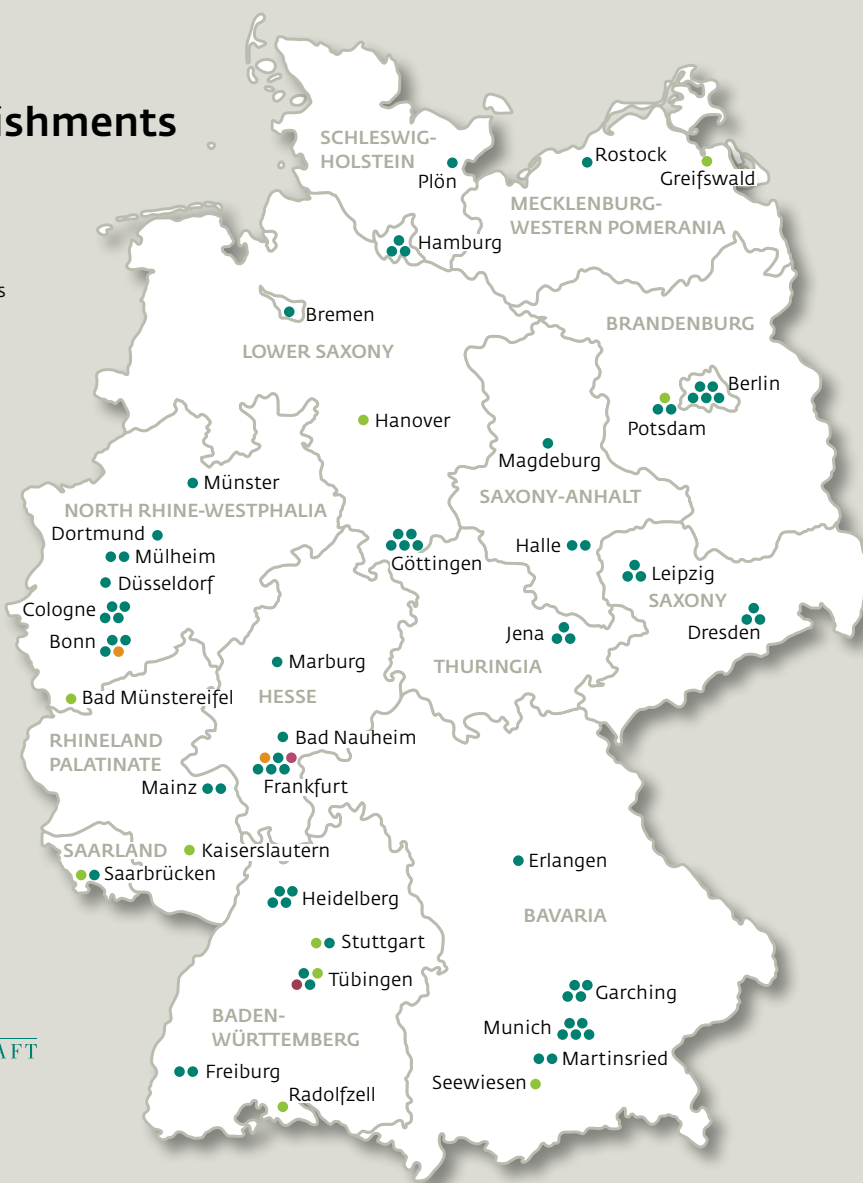 ishments
SCHLESWIG-
HOLSTEIN
Plön
Rostock
Greifswald
MECKLENBURG-
WESTERN POMERANIA
Hamburg
s
Bremen
LOWER SAXONY
BRANDENBURG
Berlin
Potsdam
Hanover
Magdeburg
SAXONY-ANHALT
Münster
NORTH RHINE-WESTPHALIA
Dortmund
Mülheim
Düsseldorf
Cologne
Bonn
Göttingen
Halle
Leipzig
SAXONY
Dresden
Jena
THURINGIA
Marburg
HESSE
Bad Münstereifel
Bad Nauheim
RHINELAND
PALATINATE
Mainz
Frankfurt
SAARLAND
Kaiserslautern
Saarbrücken
Erlangen
Heidelberg
BAVARIA
Stuttgart
Tübingen
Garching
BADEN-
WÜRTTEMBERG
Munich
Martinsried
AFT
Freiburg
Seewiesen
Radolfzell